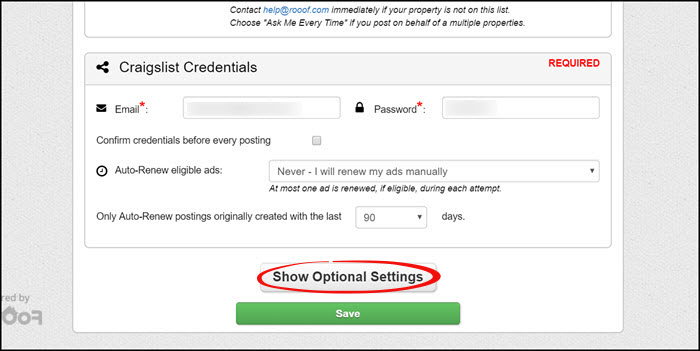 Contact help@rooof.com immediately if your property is not on this list.
Choose "Ask Me Every Time" if you post on behalf of a multiple properties.
Craigslist Credentials
REQUIRED
Email*:
Password*:
Confirm credentials before every posting
Auto-Renew eligible ads:
Never - I will renew my ads manually
At most one ad is renewed, if eligible, during each attempt.
Only Auto-Renew postings originally created with the last 90 days.
Show Optional Settings
red by
Save